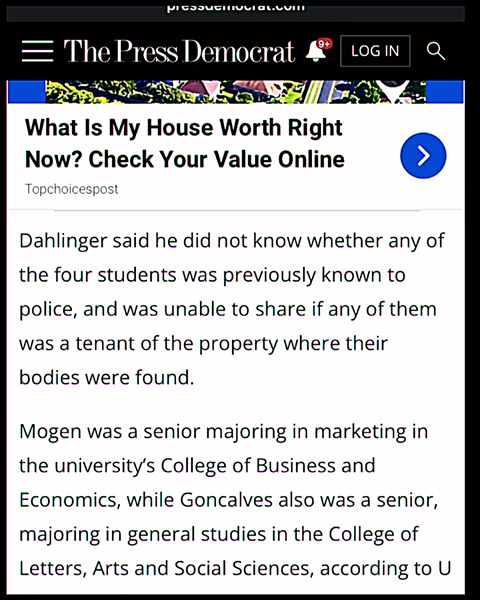 pressdemocrat.com
The Press Democrat 9+ LOG IN
What Is My House Worth Right
Now? Check Your Value Online
Topchoicespost
Dahlinger said he did not know whether any of
the four students was previously known to
police, and was unable to share if any of them
was a tenant of the property where their
bodies were found.
Mogen was a senior majoring in marketing in
the university's College of Business and
Economics, while Goncalves also was a senior,
majoring in general studies in the College of
Letters, Arts and Social Sciences, according to U